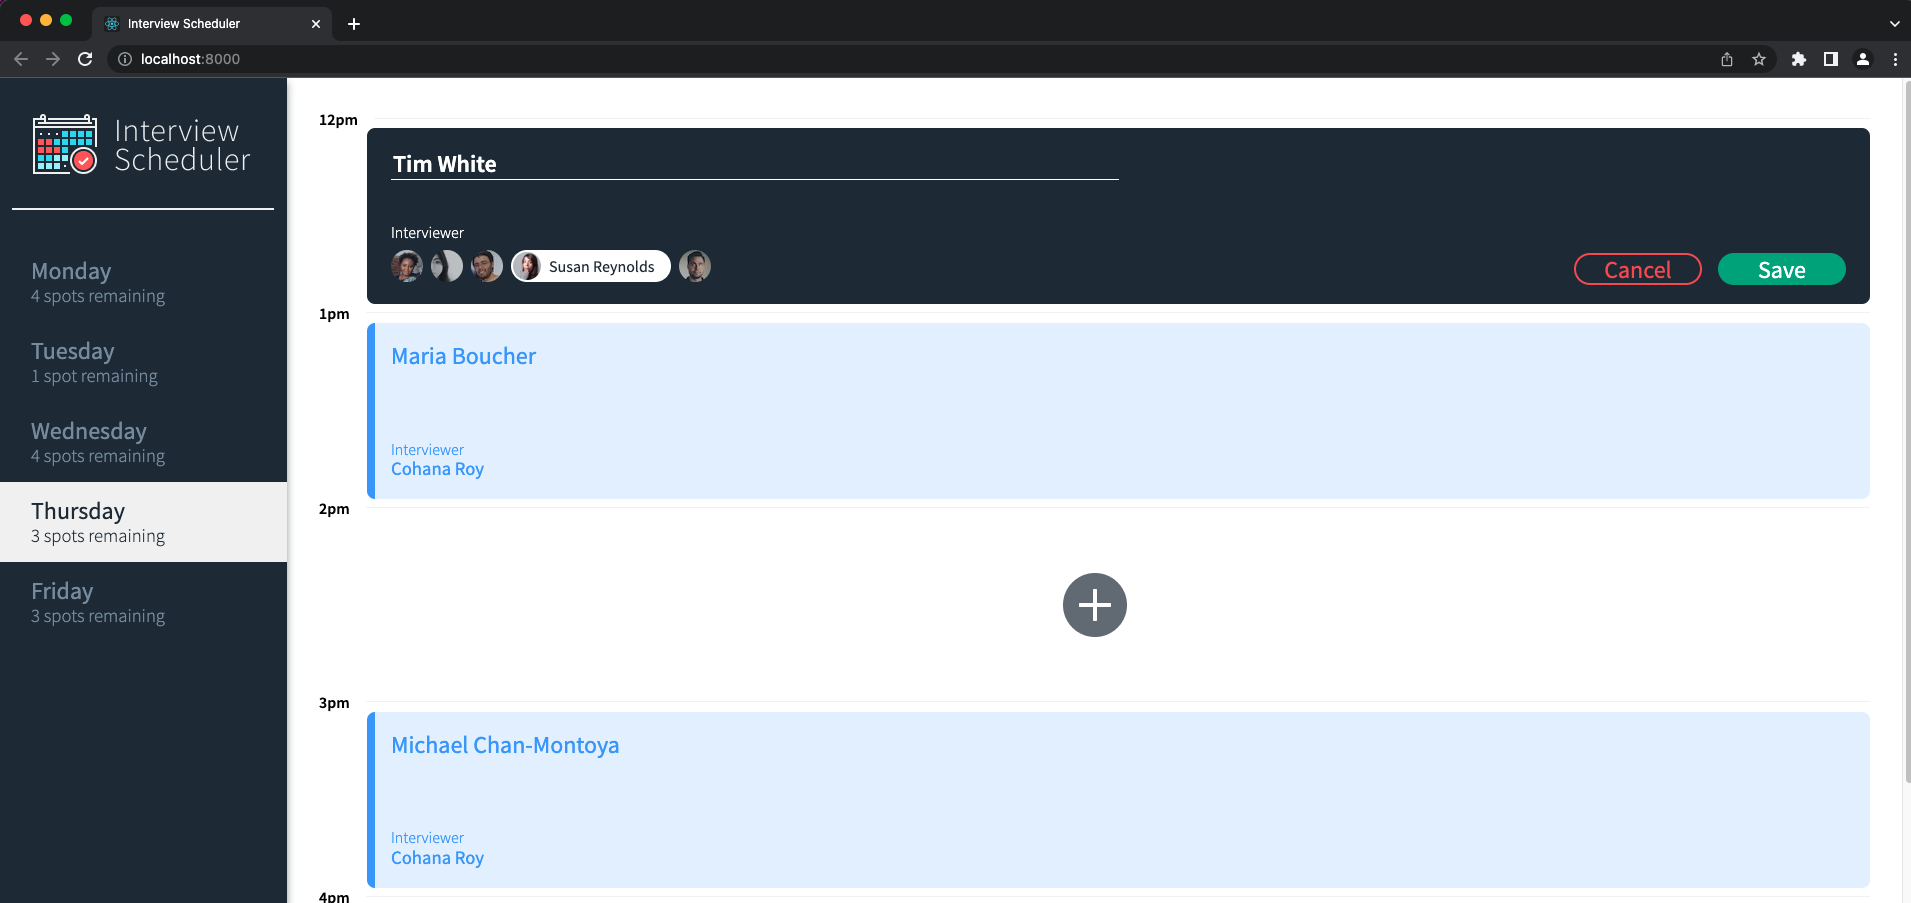 Interview Scheduler
localhost:8000
Interview
Scheduler
Monday
4 spots remaining
Tuesday
1 spot remaining
Wednesday
4 spots remaining
Thursday
3 spots remaining
Friday
3 spots remaining
12pm
Tim White
Interviewer
Susan Reynolds
Cancel
Save
1pm
Maria Boucher
Interviewer
Cohana Roy
2pm
3pm
Michael Chan-Montoya
Interviewer
Cohana Roy
4pm